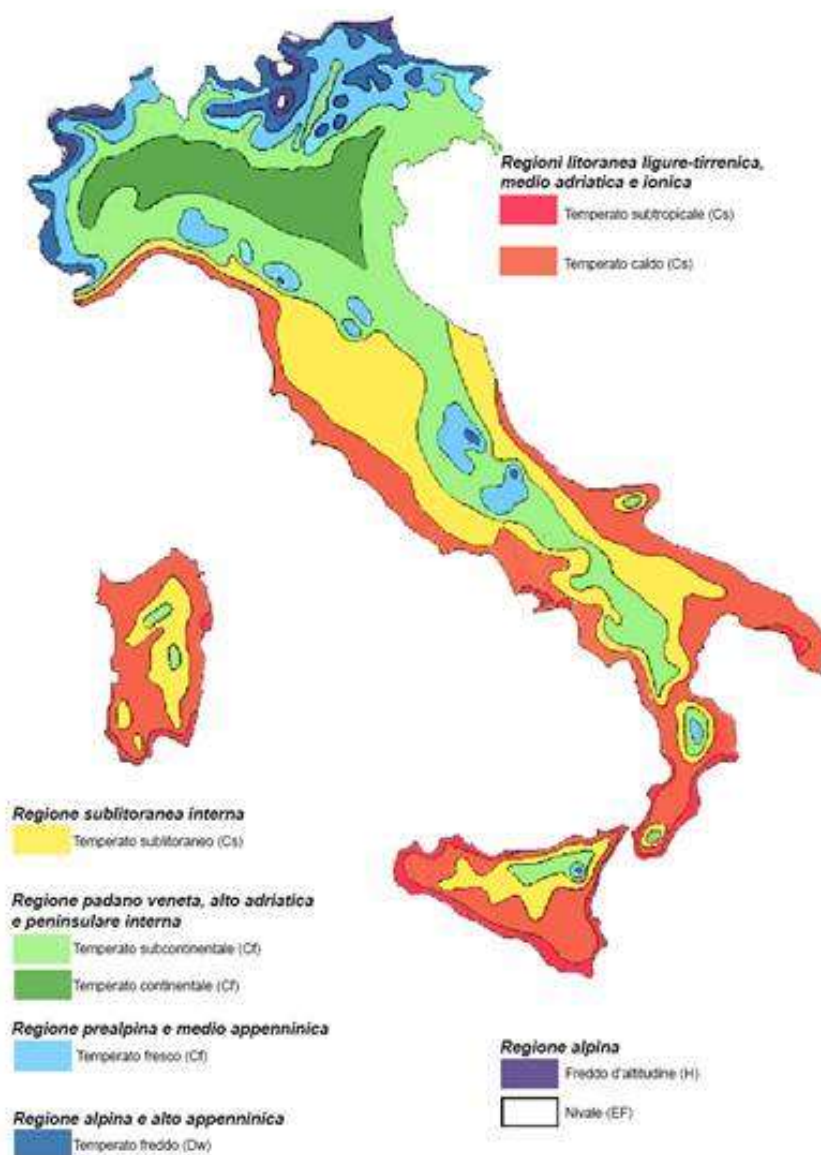 Regioni litoranea ligure-tirrenica,
medio adriatica e ionica
Temperato subtropicale (Cs)
Temperato caldo (Cs)
Regione sublitoranea interna
Temperato sublitoraneo (Cs)
Regione padano veneta, alto adriatica
e peninsulare interna
Temperato subcontinentale (Cf)
Temperato continentale (Cf)
Regione prealpina e medio appenninica
Temperato fresco (Cf)
Regione alpina e alto appenninica
Temperato freddo (Dw)
Regione alpina
Freddo d'altitudine (H)
Nivale (EF)